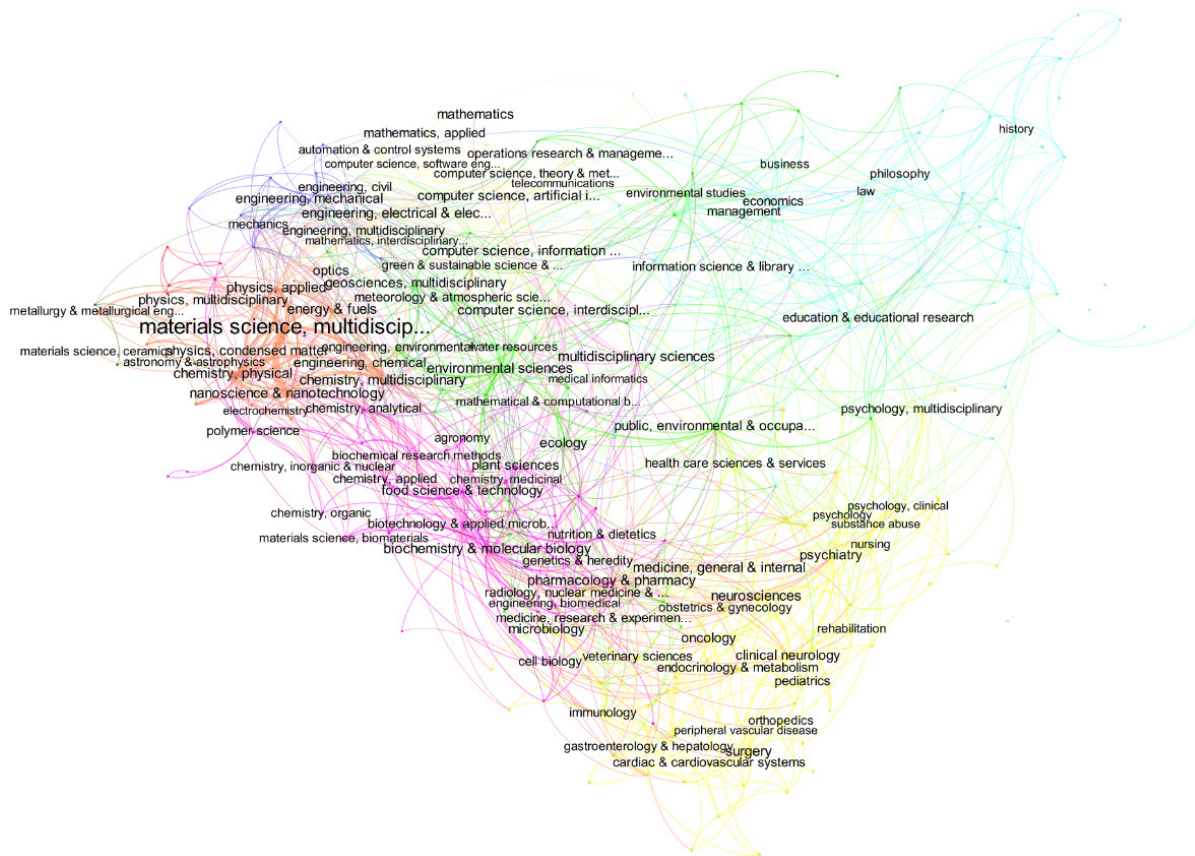 mathematics
history
mathematics, applied
automation & control systems
operations research & manageme...
computer science, software eng...
business
computer science, theory & met...
philosophy
telecommunications
engineering, civil
environmental studies
law
engineering, mechanical
computer science, artificial i...
economics
engineering, electrical & elec...
management
mechanics
engineering, multidisciplinary
mathematics, interdisciplinary...
computer science, information ...
green & sustainable science & ...
information science & library ...
optics
geosciences, multidisciplinary
physics, applied
physics, multidisciplinary
meteorology & atmospheric scie...
metallurgy & metallurgical eng...
energy & fuels
computer science, interdiscipl...
education & educational research
materials science, multidiscip...
materials science, ceramics
physics, condensed matter
engineering, environmental
water resources
multidisciplinary sciences
astronomy & astrophysics
engineering, chemical
environmental sciences
chemistry, physical
chemistry, multidisciplinary
medical informatics
nanoscience & nanotechnology
mathematical & computational b...
electrochemistry
chemistry, analytical
psychology, multidisciplinary
polymer science
public, environmental & occupa...
agronomy
ecology
biochemical research methods
chemistry, inorganic & nuclear
plant sciences
health care sciences & services
chemistry, applied
chemistry, medicinal
food science & technology
psychology, clinical
chemistry, organic
psychology
biotechnology & applied microb...
substance abuse
materials science, biomaterials
nutrition & dietetics
nursing
biochemistry & molecular biology
psychiatry
genetics & heredity
medicine, general & internal
pharmacology & pharmacy
radiology, nuclear medicine & ...
neurosciences
engineering, biomedical
obstetrics & gynecology
medicine, research & experimen...
microbiology
rehabilitation
oncology
cell biology
veterinary sciences
clinical neurology
endocrinology & metabolism
pediatrics
immunology
orthopedics
peripheral vascular disease
gastroenterology & hepatology
surgery
cardiac & cardiovascular systems